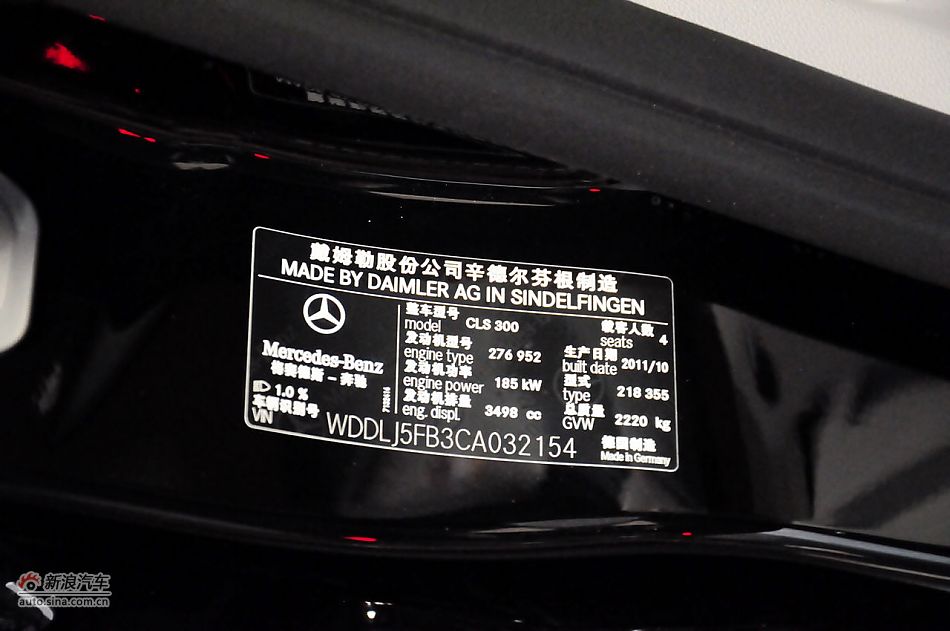 戴姆勒股份公司辛德尔芬根制造
MADE BY DAIMLER AG IN SINDELFINGEN
Mercedes-Benz
梅赛德斯－奔驰
1.0 %
车辆识别号
VIN
WDDLJ5FB3CA032154
整车型号
model CLS 300
发动机型号
engine type 276 952
发动机功率
engine power 185 kW
发动机排量
eng. displ. 3498 cc
载客人数
seats 4
生产日期
built date 2011/10
型式
type 218 355
总质量
GVW 2220 kg
德国制造
Made in Germany
新浪汽车
auto.sina.com.cn